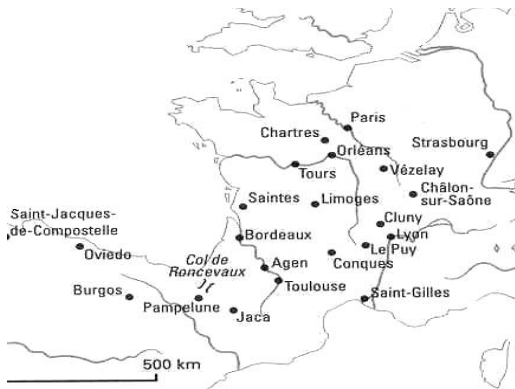 Paris
Chartres
Orléans
Strasbourg
Tours
Vézelay
Châlon-
sur-Saône
Saintes
Limoges
Saint-Jacques-
de-Compostelle
Cluny
Lyon
Bordeaux
Le Puy
Oviedo
Col de
Roncevaux
Agen
Conques
Burgos
Toulouse
Pampelune
Saint-Gilles
Jaca
500 km